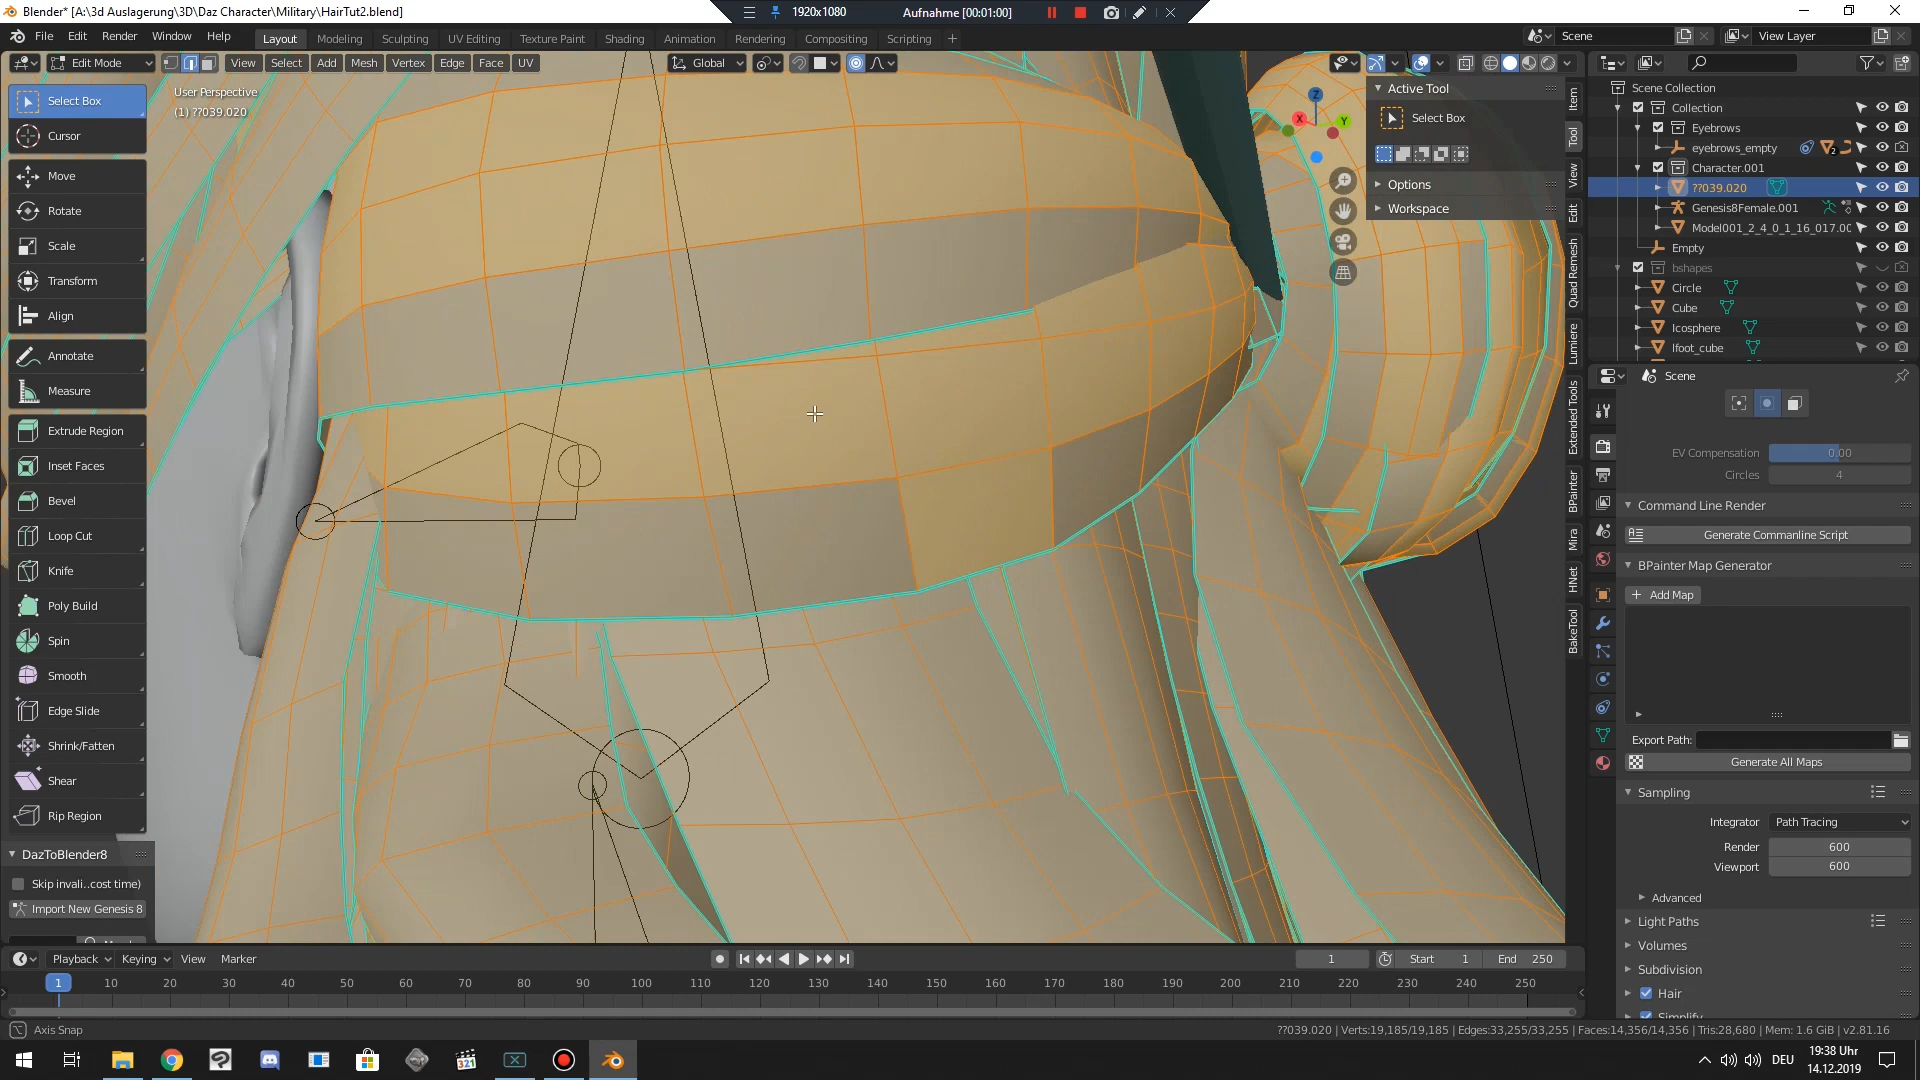 Blender* [A:\3d Auslagerung\3D\Daz Character\Military\HairTut2.blend]
1920x1080
Aufnahme [00:01:00]
File Edit Render Window Help
Layout Modeling Sculpting UV Editing Texture Paint Shading Animation Rendering Compositing Scripting +
Scene
View Layer
Edit Mode View Select Add Mesh Vertex Edge Face UV
Global
Select Box
Cursor
Move
Rotate
Scale
Transform
Align
Annotate
Measure
Extrude Region
Inset Faces
Bevel
Loop Cut
Knife
Poly Build
Spin
Smooth
Edge Slide
Shrink/Fatten
Shear
Rip Region
DazToBlender8
Skip invali..cost time)
Import New Genesis 8
User Perspective
(1) ??039.020
Z
X
Y
Active Tool
Select Box
Options
Workspace
Item
Tool
View
Edit
Quad Remesh
Lumiere
Extended Tools
BPainter
Mira
HNet
BakeTool
Scene Collection
Collection
Eyebrows
eyebrows_empty
2
Character.001
??039.020
Genesis8Female.001
Model001_2_4_0_1_16_017.00
Empty
bshapes
Circle
Cube
Icosphere
lfoot_cube
Scene
EV Compensation 0.00
Circles 4
Command Line Render
Generate Commanline Script
BPainter Map Generator
+ Add Map
Export Path:
Generate All Maps
Sampling
Integrator Path Tracing
Render 600
Viewport 600
Advanced
Light Paths
Volumes
Subdivision
Hair
Simplify
Playback Keying View Marker
1 Start 1 End 250
1 10 20 30 40 50 60 70 80 90 100 110 120 130 140 150 160 170 180 190 200 210 220 230 240 250
Axis Snap
??039.020 | Verts:19,185/19,185 | Edges:33,255/33,255 | Faces:14,356/14,356 | Tris:28,680 | Mem: 1.6 GiB | v2.81.16
321
DEU
19:38 Uhr
14.12.2019